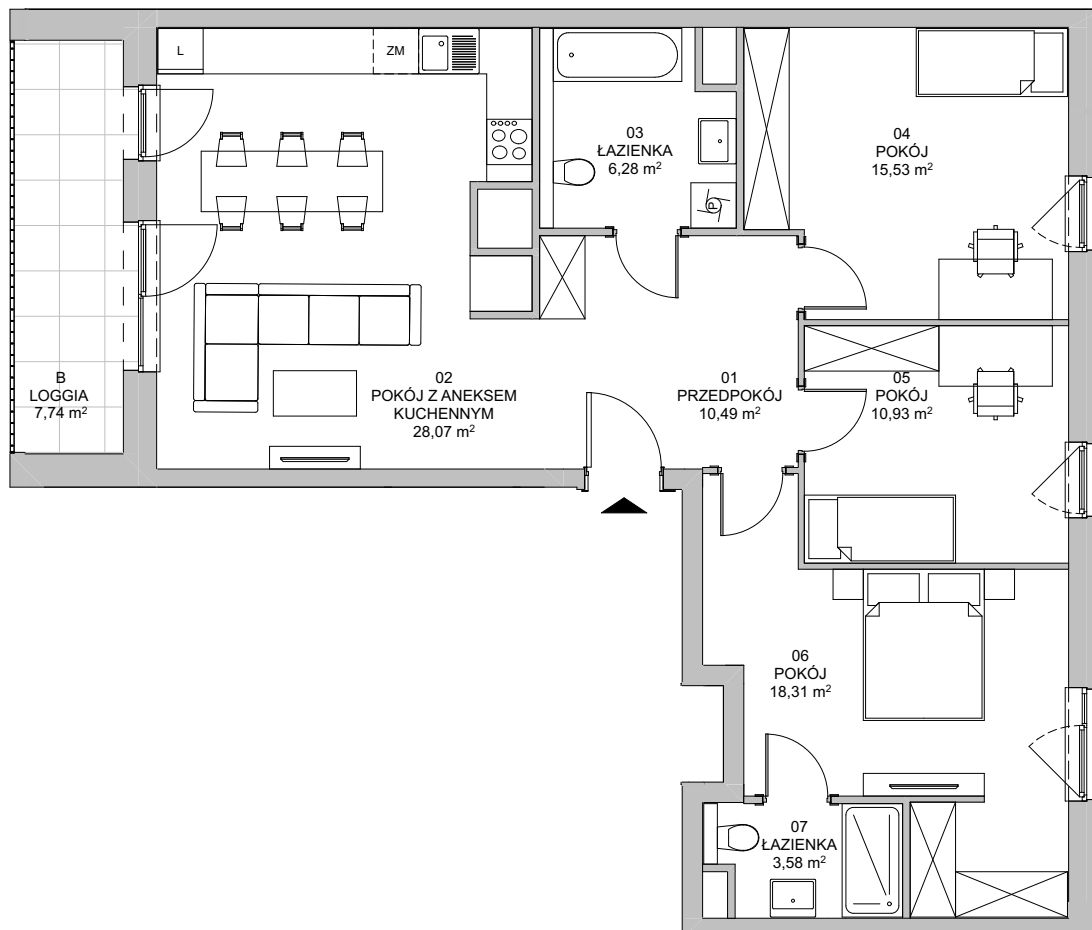 L
ZM
03
ŁAZIENKA
6,28 m²
P
04
POKÓJ
15,53 m²
B
LOGGIA
7,74 m²
02
POKÓJ Z ANEKSEM
KUCHENNYM
28,07 m²
01
PRZEDPOKÓJ
10,49 m²
05
POKÓJ
10,93 m²
06
POKÓJ
18,31 m²
07
ŁAZIENKA
3,58 m²